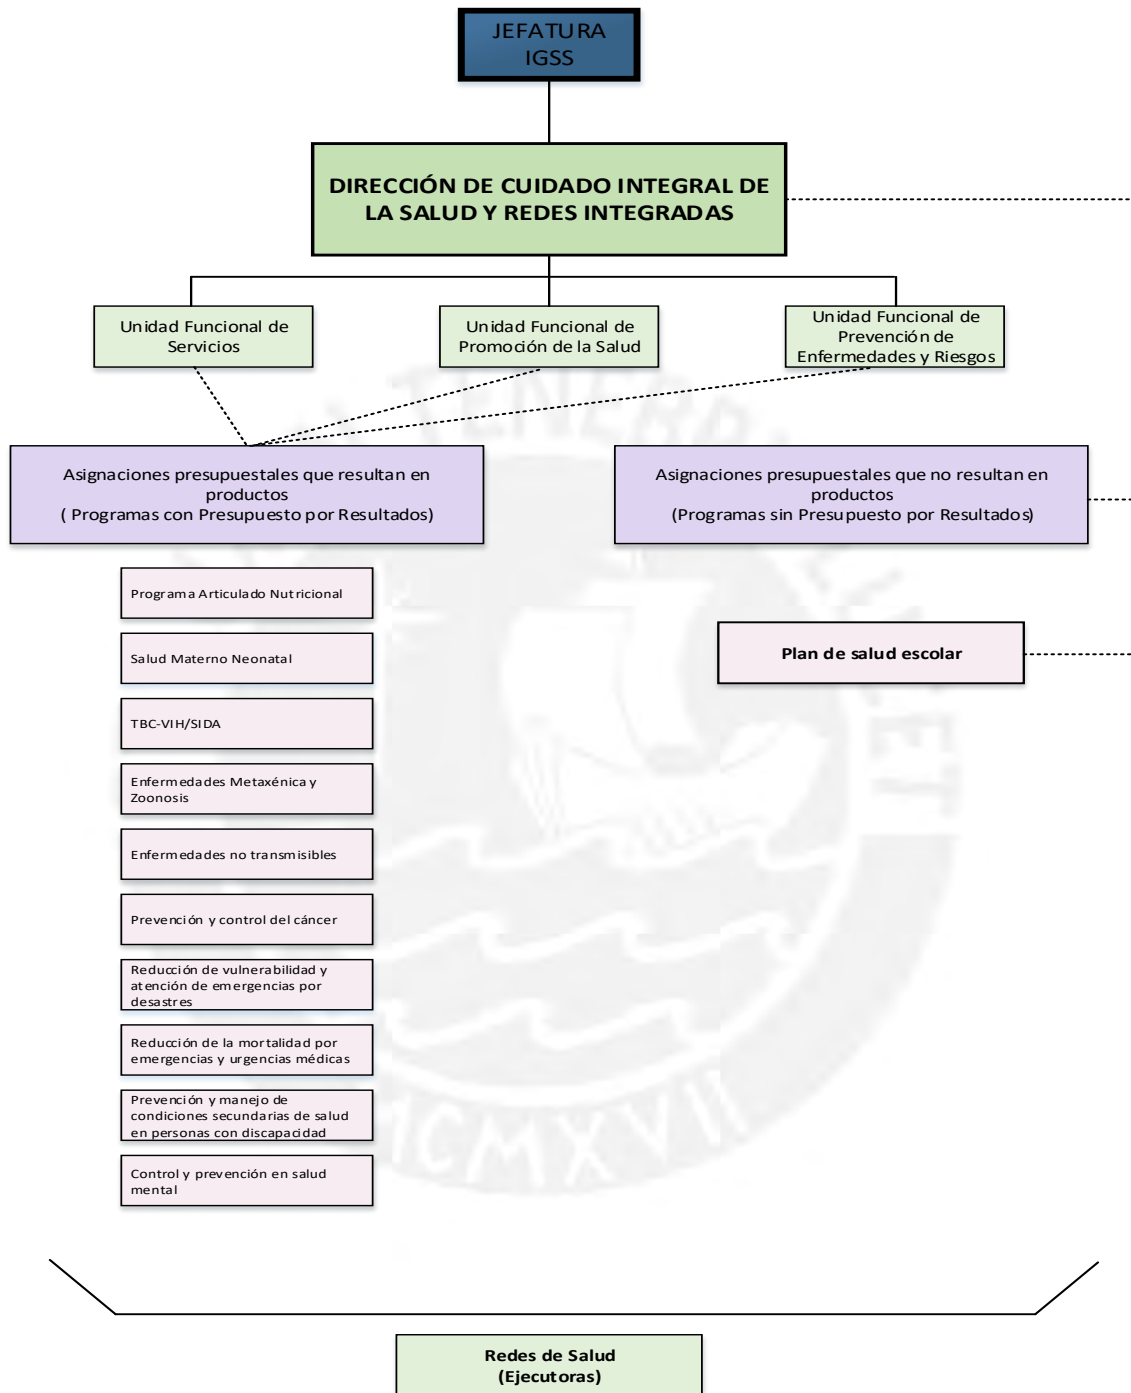 JEFATURA
IGSS
DIRECCIÓN DE CUIDADO INTEGRAL DE
LA SALUD Y REDES INTEGRADAS
Unidad Funcional de
Servicios
Unidad Funcional de
Promoción de la Salud
Unidad Funcional de
Prevención de
Enfermedades y Riesgos
Asignaciones presupuestales que resultan en
productos
( Programas con Presupuesto por Resultados)
Asignaciones presupuestales que no resultan en
productos
(Programas sin Presupuesto por Resultados)
Programa Articulado Nutricional
Salud Materno Neonatal
Plan de salud escolar
TBC-VIH/SIDA
Enfermedades Metaxénica y
Zoonosis
Enfermedades no transmisibles
Prevención y control del cáncer
Reducción de vulnerabilidad y
atención de emergencias por
desastres
Reducción de la mortalidad por
emergencias y urgencias médicas
Prevención y manejo de
condiciones secundarias de salud
en personas con discapacidad
Control y prevención en salud
mental
Redes de Salud
(Ejecutoras)
TENEBRIS
LUCET
MCMXVII